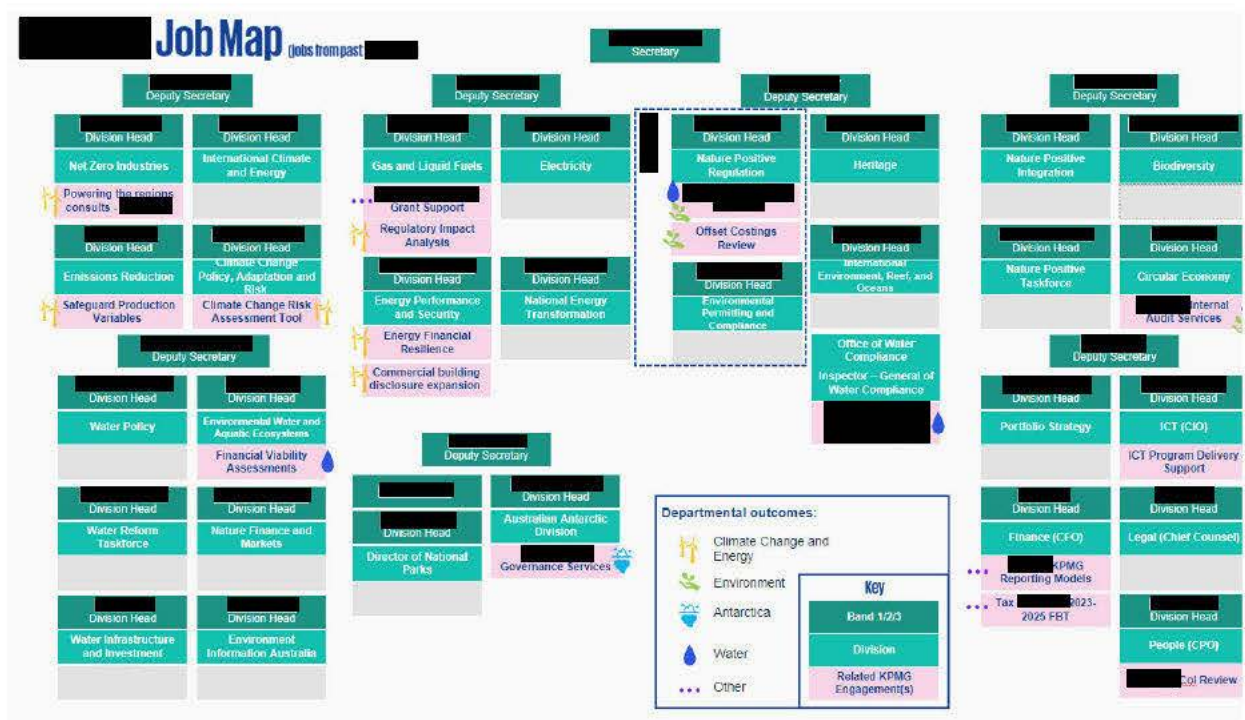 Job Map (jobs from past
Secretary
Deputy Secretary
Division Head
Net Zero Industries
Powering the regions
consults -
Division Head
International Climate
and Energy
Division Head
Emissions Reduction
Safeguard Production
Variables
Division Head
Climate Change
Policy, Adaptation and
Risk
Climate Change Risk
Assessment Tool
Deputy Secretary
Division Head
Gas and Liquid Fuels
Grant Support
Regulatory Impact
Analysis
Division Head
Electricity
Division Head
Energy Performance
and Security
Energy Financial
Resilience
Commercial building
disclosure expansion
Division Head
National Energy
Transformation
Deputy Secretary
Division Head
Nature Positive
Regulation
Offset Costings
Review
Division Head
Environmental
Permitting and
Compliance
Division Head
Heritage
Division Head
International
Environment, Reef, and
Oceans
Office of Water
Compliance
Inspector – General of
Water Compliance
Deputy Secretary
Division Head
Nature Positive
Integration
Division Head
Biodiversity
Division Head
Nature Positive
Taskforce
Division Head
Circular Economy
Internal
Audit Services
Deputy Secretary
Division Head
Water Policy
Division Head
Environmental Water and
Aquatic Ecosystems
Financial Viability
Assessments
Division Head
Water Reform
Taskforce
Division Head
Nature Finance and
Markets
Division Head
Water Infrastructure
and Investment
Division Head
Environment
Information Australia
Deputy Secretary
Division Head
Director of National
Parks
Division Head
Australian Antarctic
Division
Governance Services
Deputy Secretary
Division Head
Portfolio Strategy
Division Head
ICT (CIO)
ICT Program Delivery
Support
Division Head
Finance (CFO)
KPMG
Reporting Models
Tax 2023-
2025 FBT
Division Head
Legal (Chief Counsel)
Division Head
People (CPO)
CoI Review
Departmental outcomes:
Climate Change and
Energy
Environment
Antarctica
Water
Other
Key
Band 1/2/3
Division
Related KPMG
Engagement(s)